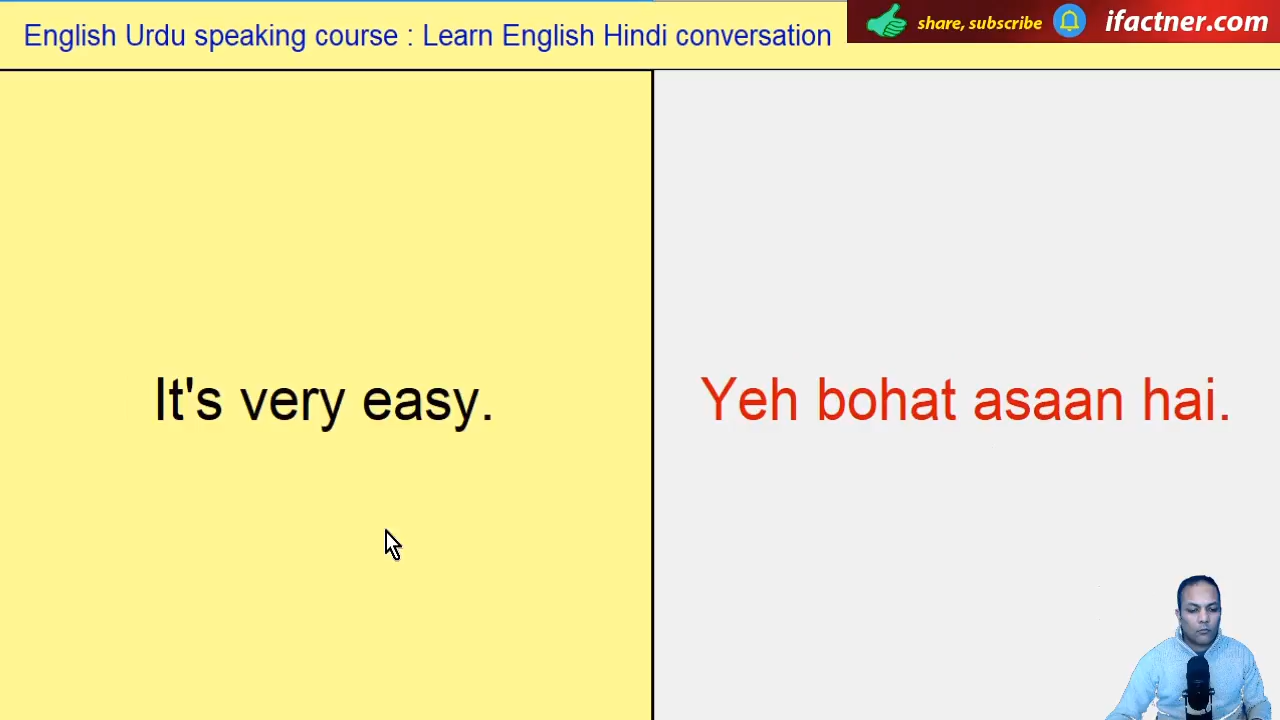 English Urdu speaking course : Learn English Hindi conversation
share, subscribe
ifactner.com
It's very easy.
Yeh bohat asaan hai.